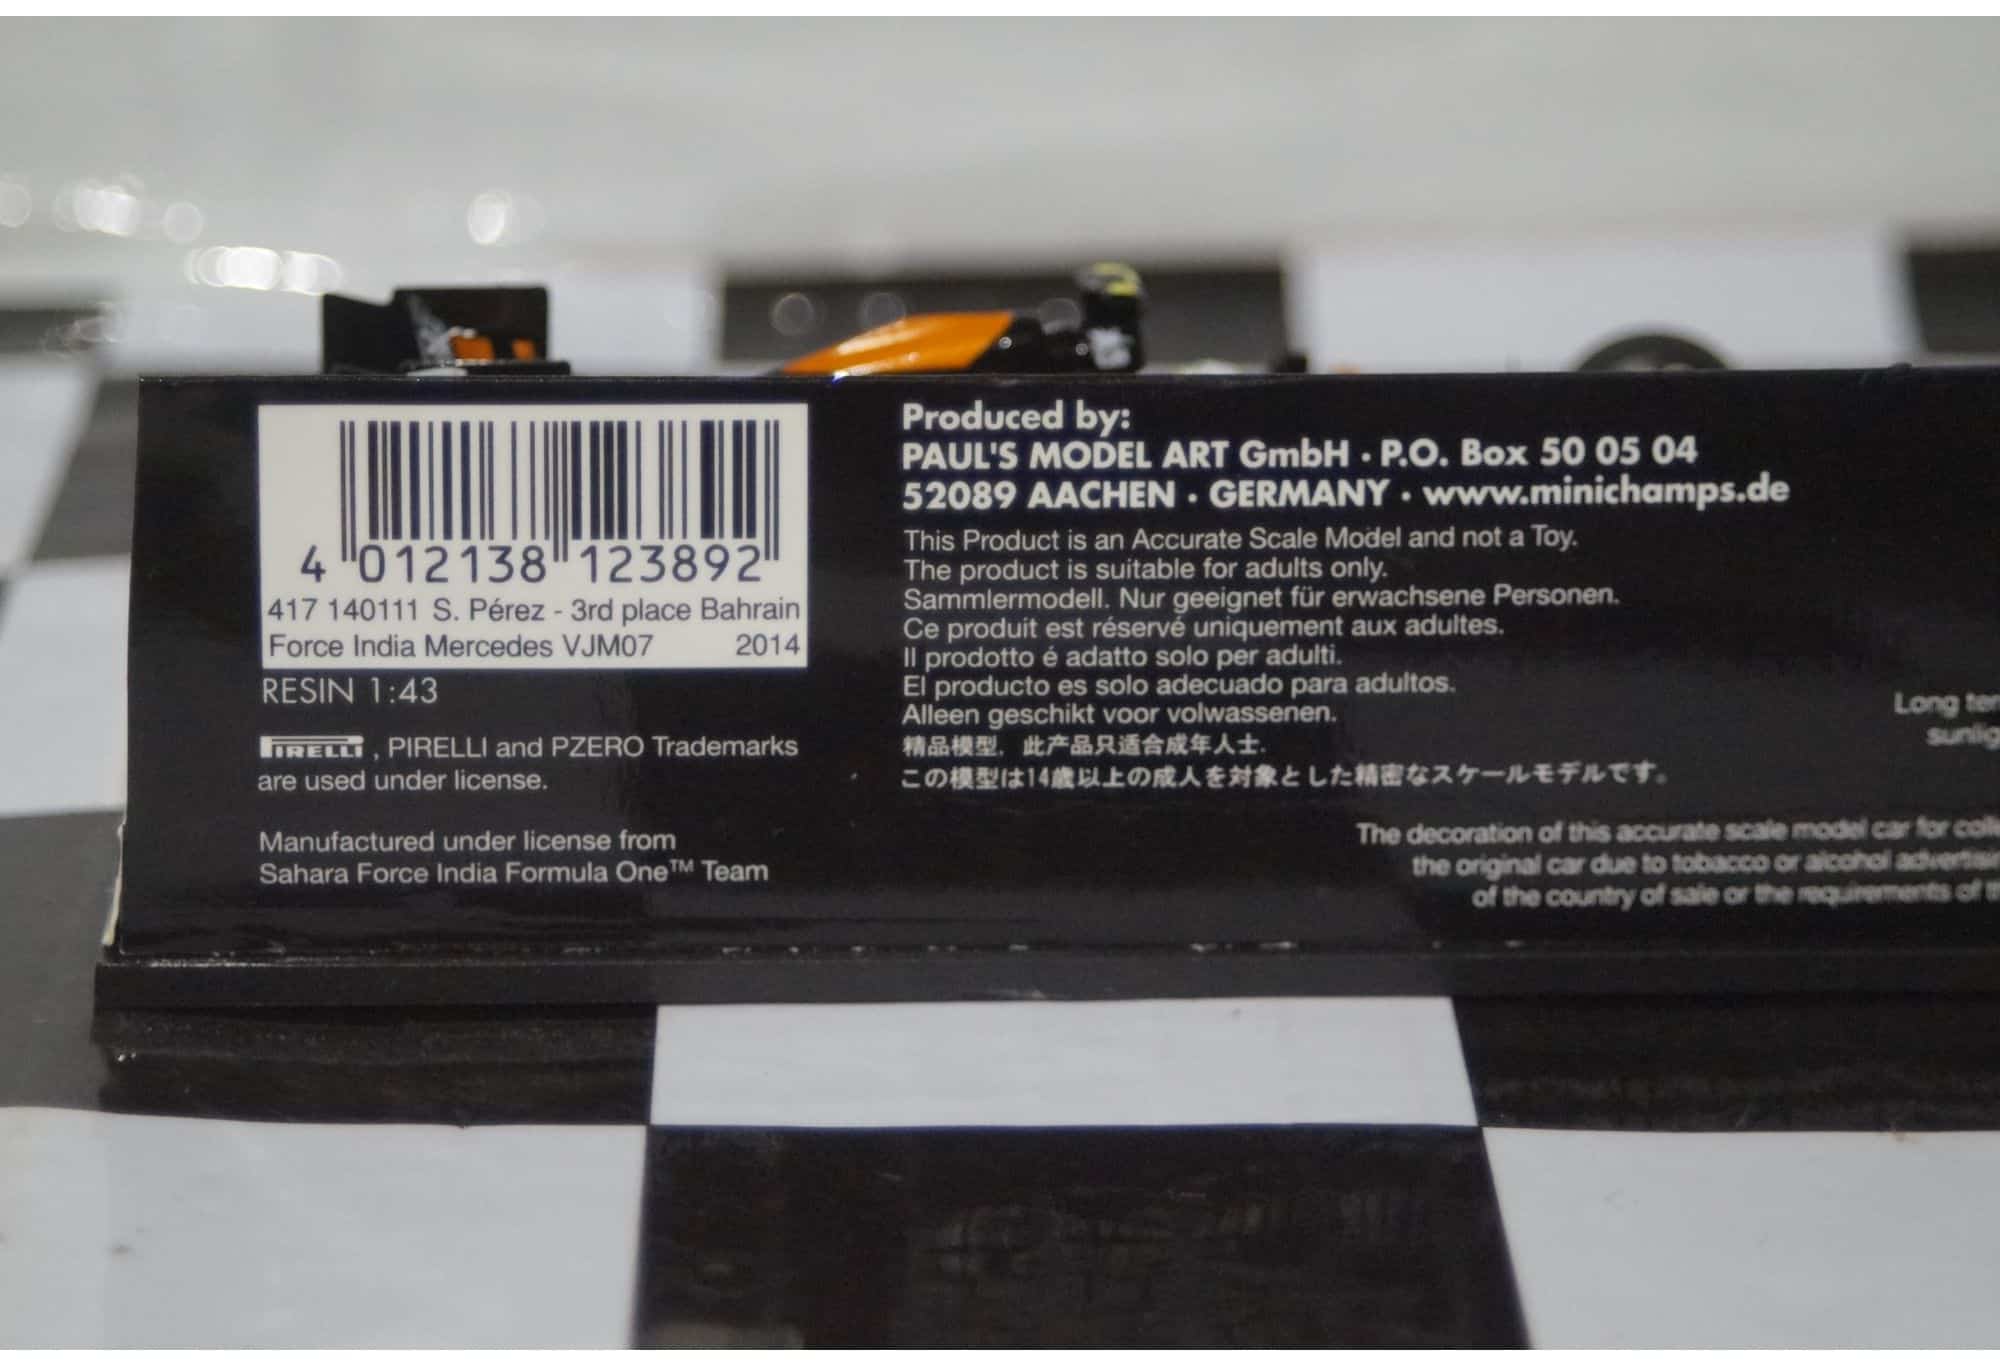 4 012138 123892
417 140111 S. Pérez - 3rd place Bahrain
Force India Mercedes VJM07 2014
RESIN 1:43
PIRELLI, PIRELLI and PZERO Trademarks
are used under license.
Manufactured under license from
Sahara Force India Formula One™ Team
Produced by:
PAUL'S MODEL ART GmbH · P.O. Box 50 05 04
52089 AACHEN · GERMANY · www.minichamps.de
This Product is an Accurate Scale Model and not a Toy.
The product is suitable for adults only.
Sammlermodell. Nur geeignet für erwachsene Personen.
Ce produit est réservé uniquement aux adultes.
Il prodotto é adatto solo per adulti.
El producto es solo adecuado para adultos.
Alleen geschikt voor volwassenen.
精品模型. 此产品只适合成年人士.
この模型は14歳以上の成人を対象とした精密なスケールモデルです。
Long
The decoration of this accurate scale model car for
the original car due to tobacco or alcohol
of the country of sale or the requirements of